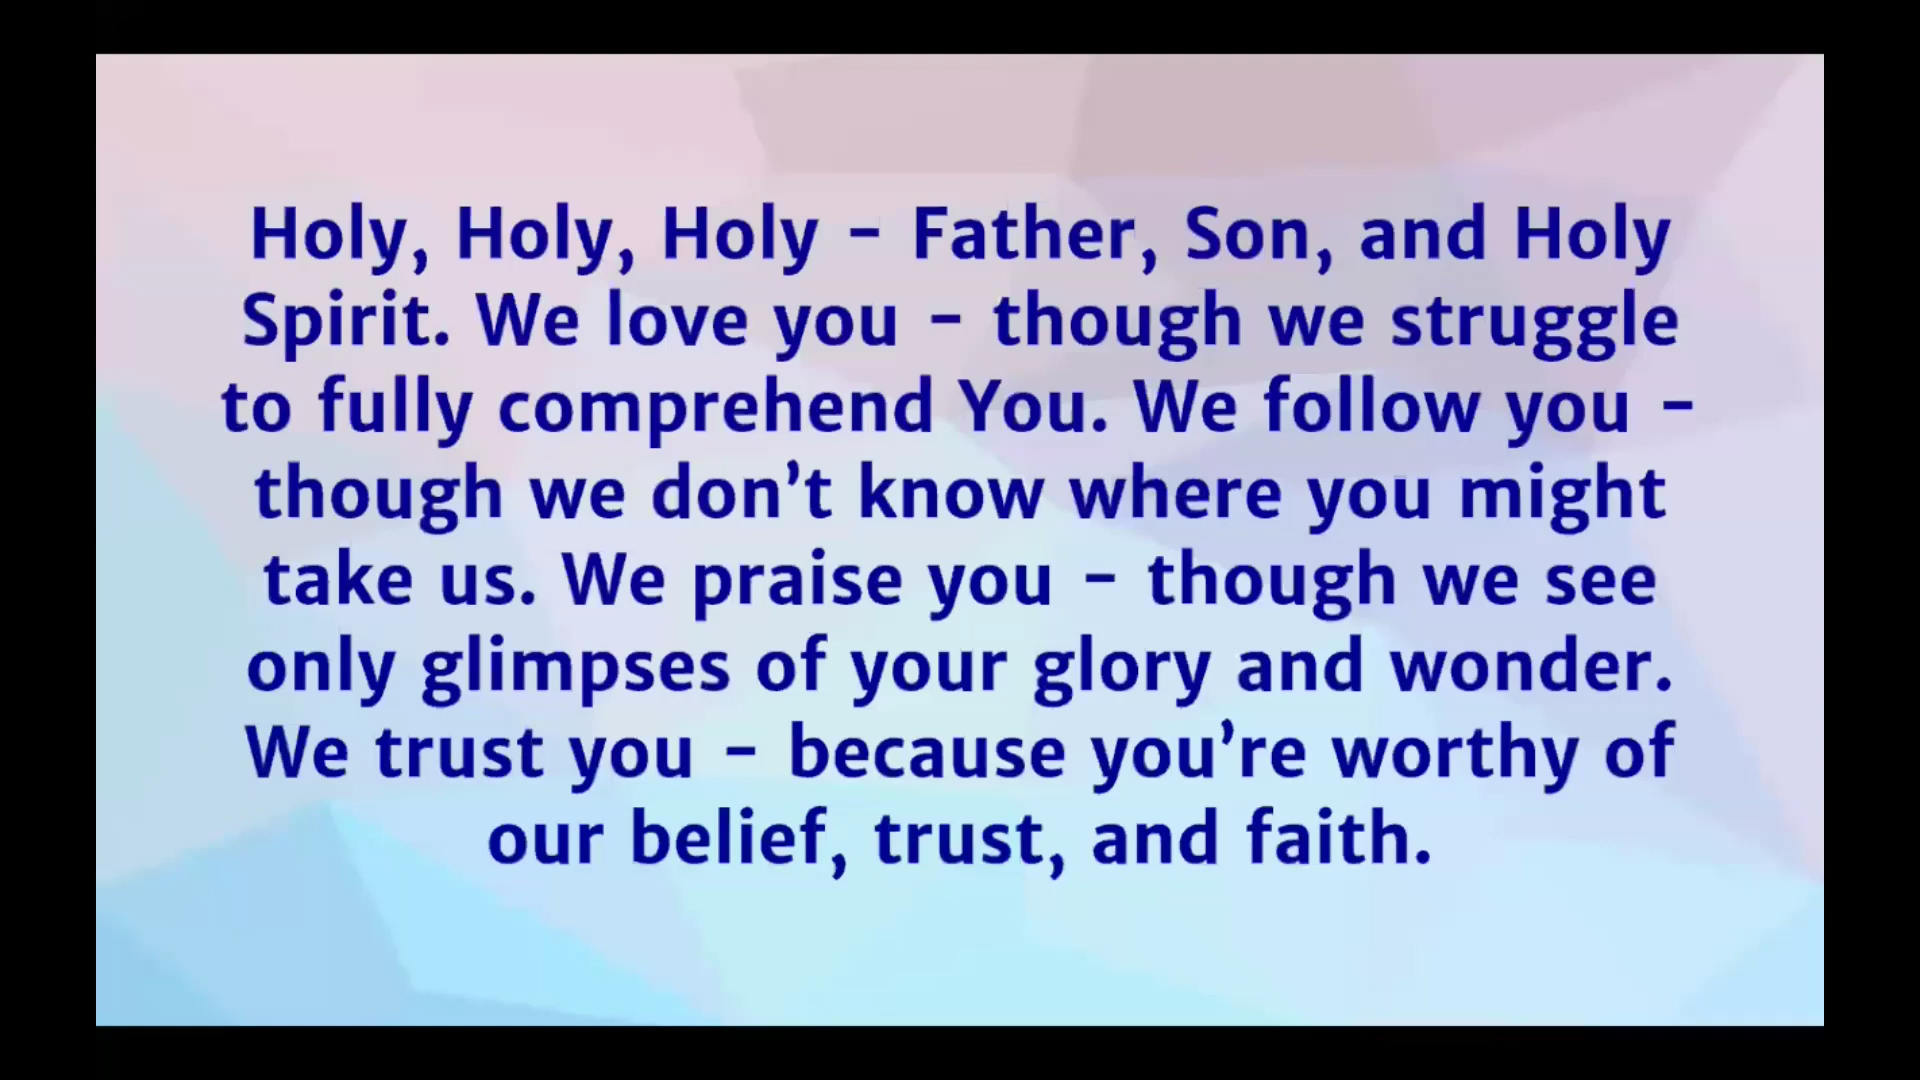 Holy, Holy, Holy – Father, Son, and Holy
Spirit. We love you – though we struggle
to fully comprehend You. We follow you –
though we don’t know where you might
take us. We praise you – though we see
only glimpses of your glory and wonder.
We trust you – because you’re worthy of
our belief, trust, and faith.